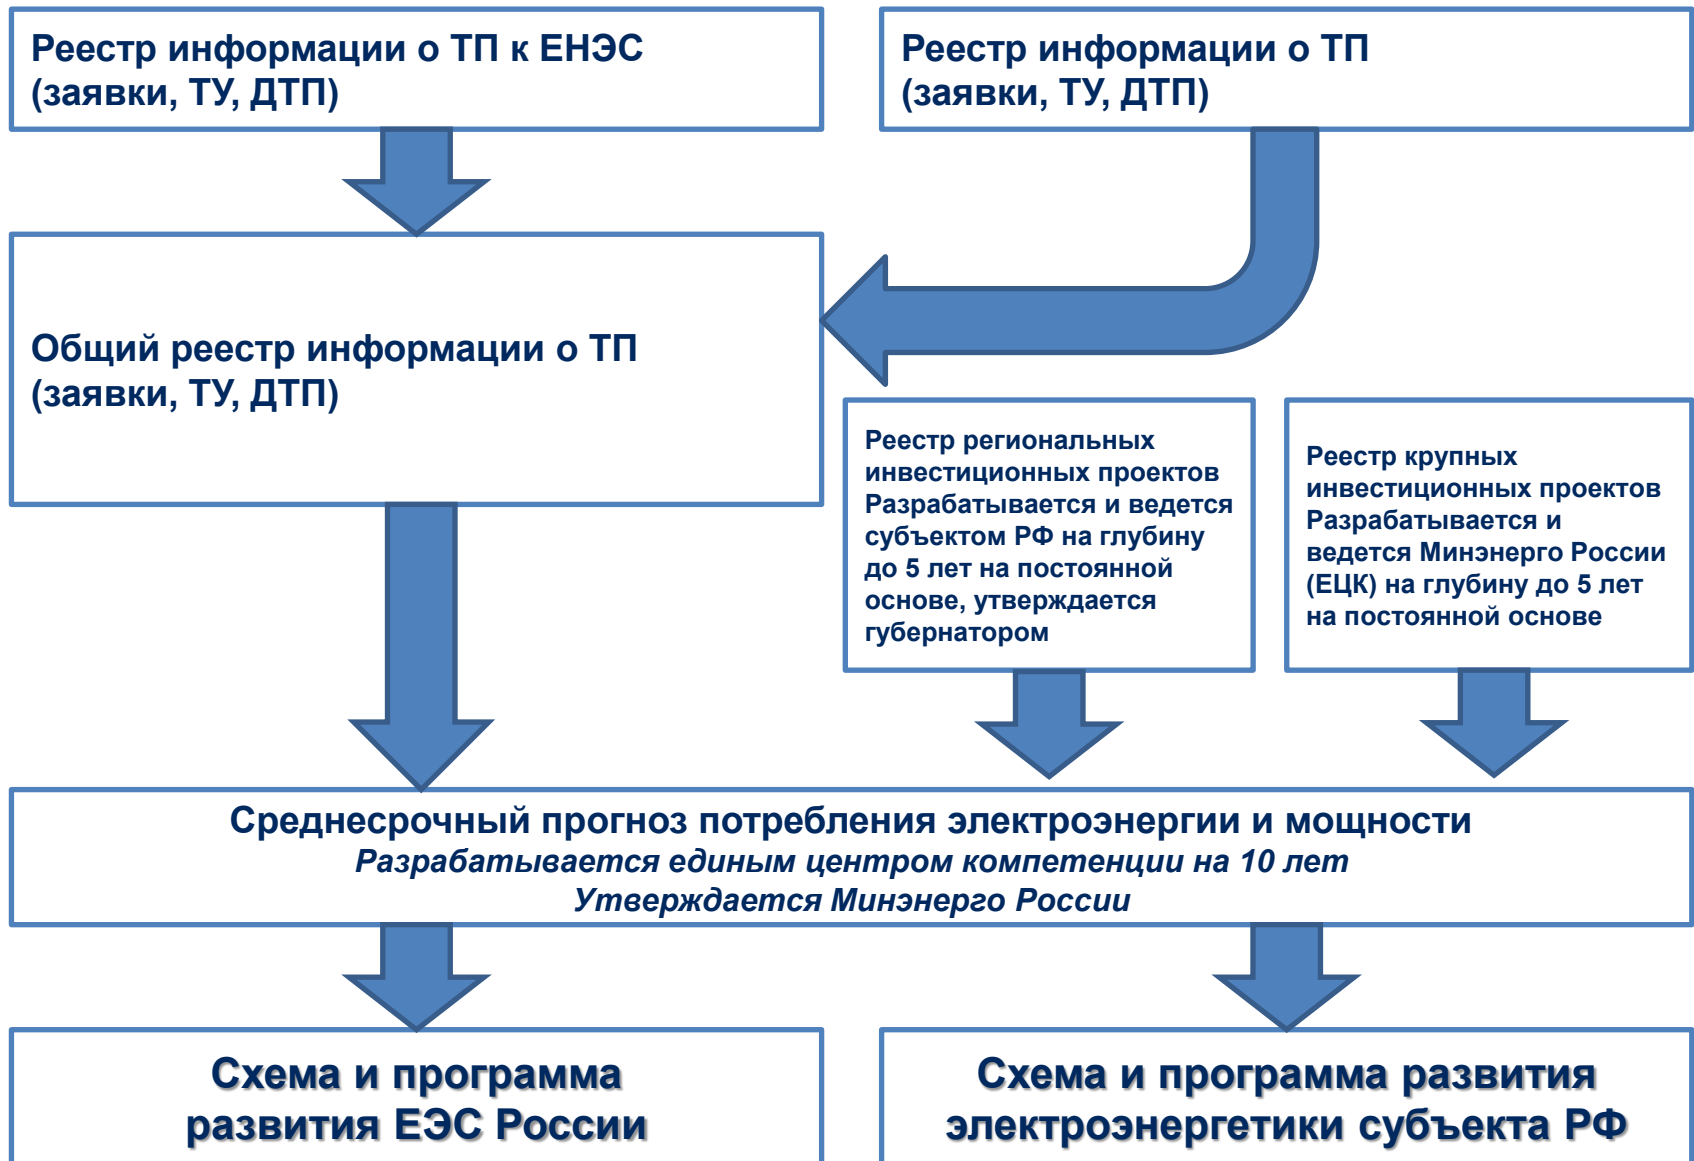 Реестр информации о ТП к ЕНЭС
(заявки, ТУ, ДТП)
Реестр информации о ТП
(заявки, ТУ, ДТП)
Общий реестр информации о ТП
(заявки, ТУ, ДТП)
Реестр региональных
инвестиционных проектов
Разрабатывается и ведется
субъектом РФ на глубину
до 5 лет на постоянной
основе, утверждается
губернатором
Реестр крупных
инвестиционных проектов
Разрабатывается и
ведется Минэнерго России
(ЕЦК) на глубину до 5 лет
на постоянной основе
Среднесрочный прогноз потребления электроэнергии и мощности
Разрабатывается единым центром компетенции на 10 лет
Утверждается Минэнерго России
Схема и программа
развития ЕЭС России
Схема и программа развития
электроэнергетики субъекта РФ